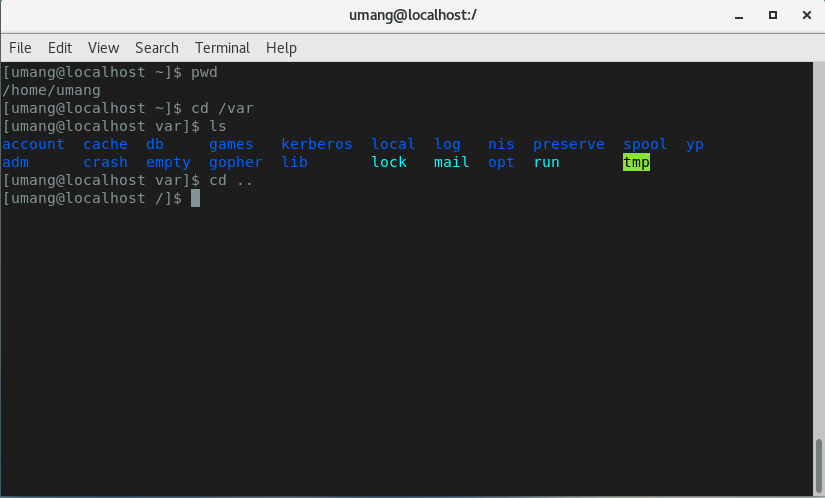 umang@localhost:/
File Edit View Search Terminal Help
[umang@localhost ~]$ pwd
/home/umang
[umang@localhost ~]$ cd /var
[umang@localhost var]$ ls
account  cache  db     games   kerberos  local  log   nis  preserve  spool  yp
adm      crash  empty  gopher  lib       lock   mail  opt  run       tmp
[umang@localhost var]$ cd ..
[umang@localhost /]$